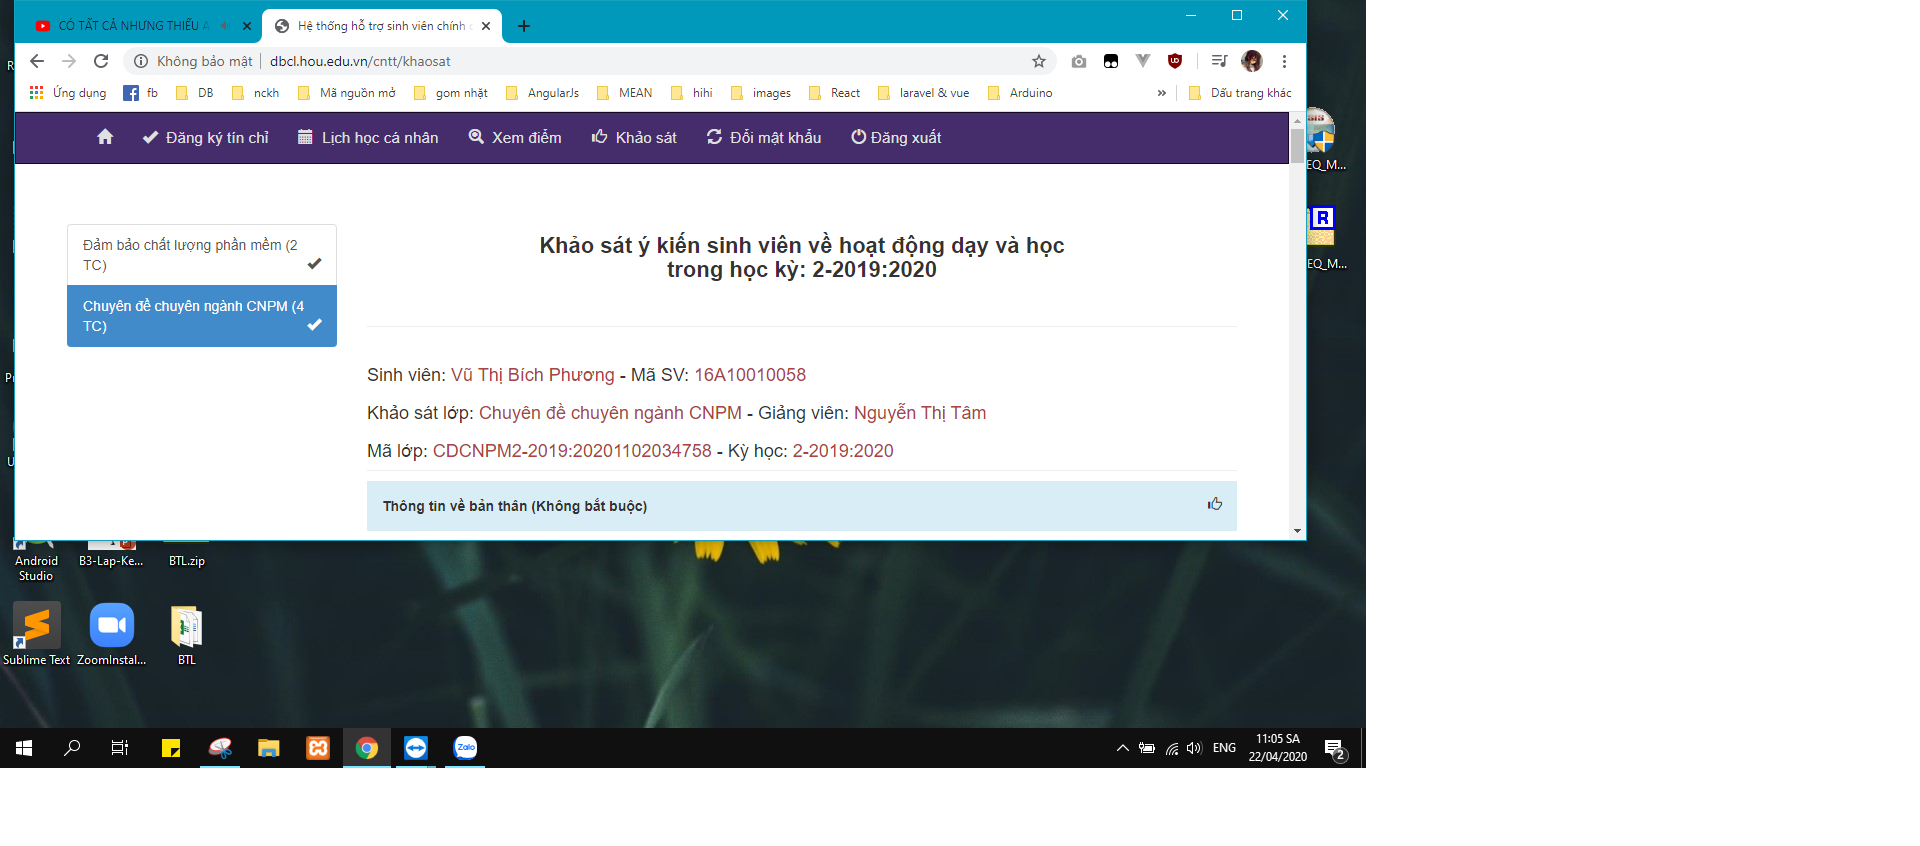 CÓ TẤT CẢ NHƯNG THIẾU A
Hệ thống hỗ trợ sinh viên chính
Không bảo mật
dbcl.hou.edu.vn/cntt/khaosat
Ứng dụng
fb
DB
nckh
Mã nguồn mở
gom nhặt
AngularJs
MEAN
hihi
images
React
laravel & vue
Arduino
»
Dấu trang khác
Đăng ký tín chỉ
Lịch học cá nhân
Xem điểm
Khảo sát
Đổi mật khẩu
Đăng xuất
Đảm bảo chất lượng phần mềm (2
TC)
Chuyên đề chuyên ngành CNPM (4
TC)
Khảo sát ý kiến sinh viên về hoạt động dạy và học
trong học kỳ: 2-2019:2020
Sinh viên: Vũ Thị Bích Phương - Mã SV: 16A10010058
Khảo sát lớp: Chuyên đề chuyên ngành CNPM - Giảng viên: Nguyễn Thị Tâm
Mã lớp: CDCNPM2-2019:20201102034758 - Kỳ học: 2-2019:2020
Thông tin về bản thân (Không bắt buộc)
EQ_M...
R
EQ_M...
Android
Studio
B3-Lap-Ke...
BTL.zip
Sublime Text
ZoomInstal...
BTL
Zalo
ENG
11:05 SA
22/04/2020
2